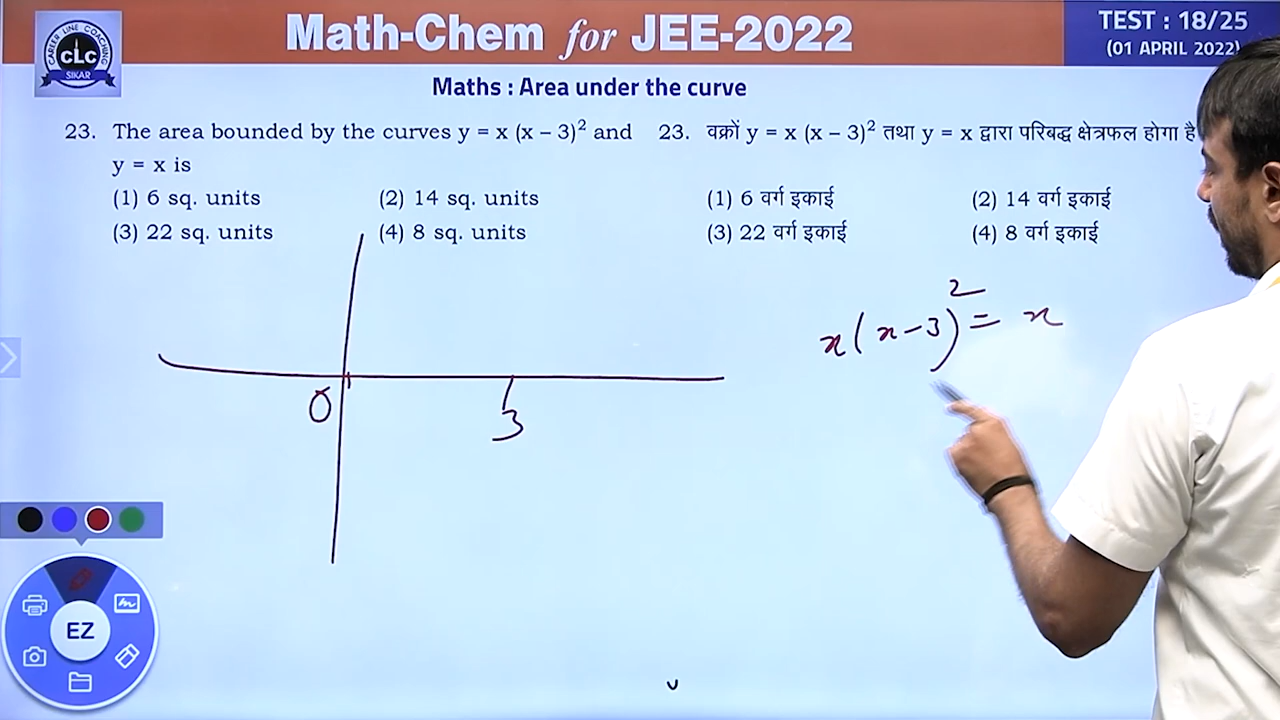 CAREER LINE COACHING
CLC
SIKAR
Math-Chem for JEE-2022
TEST : 18/25
(01 APRIL 2022)
Maths : Area under the curve
23. The area bounded by the curves y = x (x – 3)² and
y = x is
(1) 6 sq. units (2) 14 sq. units
(3) 22 sq. units (4) 8 sq. units
23. वक्रों y = x (x – 3)² तथा y = x द्वारा परिबद्ध क्षेत्रफल होगा है
(1) 6 वर्ग इकाई (2) 14 वर्ग इकाई
(3) 22 वर्ग इकाई (4) 8 वर्ग इकाई
x(x-3)² = x
0 3
EZ